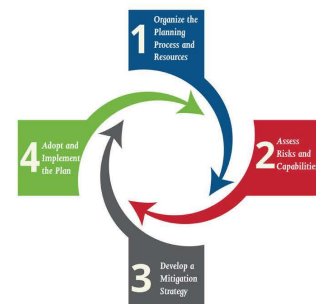 1
Organize the
Planning
Process and
Resources
2
Assess
Risks and
Capabilities
3
Develop a
Mitigation
Strategy
4
Adopt and
Implement
the Plan